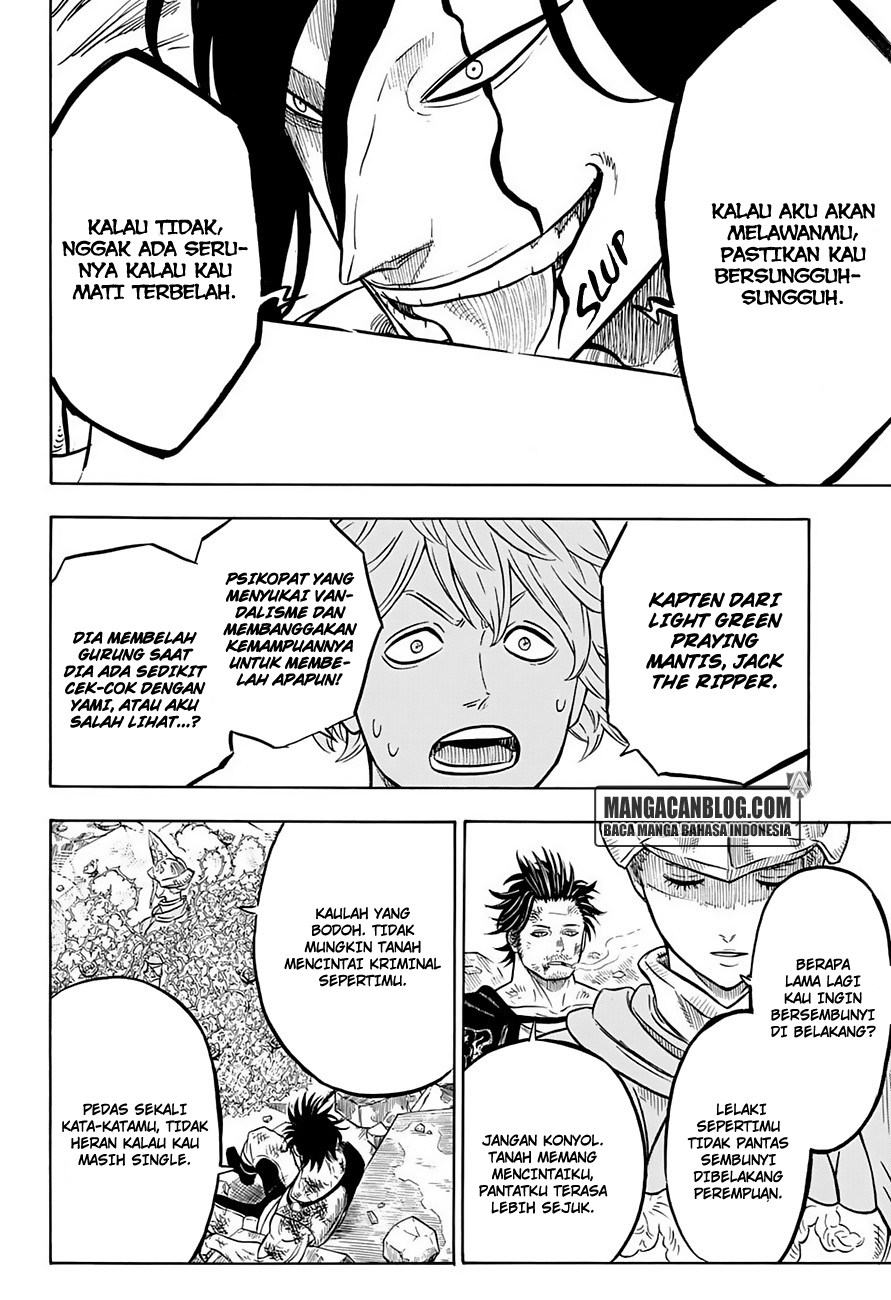 KALAU AKU AKAN
MELAWANMU,
PASTIKAN KAU
BERSUNGGUH-
SUNGGUH.
SLUP
KALAU TIDAK,
NGGAK ADA SERU-
NYA KALAU KAU
MATI TERBELAH.
KAPTEN DARI
LIGHT GREEN
PRAYING
MANTIS, JACK
THE RIPPER.
PSIKOPAT YANG
MENYUKAI VAN-
DALISME DAN
MEMBANGGAKAN
KEMAMPUANNYA
UNTUK MEMBE-
LAH APAPUN!
DIA MEMBELAH
GURUNG SAAT
DIA ADA SEDIKIT
CEK-COK DENGAN
YAMI, ATAU AKU
SALAH LIHAT...?
MANGACANBLOG.COM
BACA MANGA BAHASA INDONESIA
BERAPA
LAMA LAGI
KAU INGIN
BERSEMBUNYI
DI BELAKANG?
LELAKI
SEPERTIMU
TIDAK PANTAS
SEMBUNYI
DIBELAKANG
PEREMPUAN.
JANGAN KONYOL.
TANAH MEMANG
MENCINTAIKU,
PANTATKU TERASA
LEBIH SEJUK.
KAULAH YANG
BODOH. TIDAK
MUNGKIN TANAH
MENCINTAI KRIMINAL
SEPERTIMU.
PEDAS SEKALI
KATA-KATAMU, TIDAK
HERAN KALAU KAU
MASIH SINGLE.